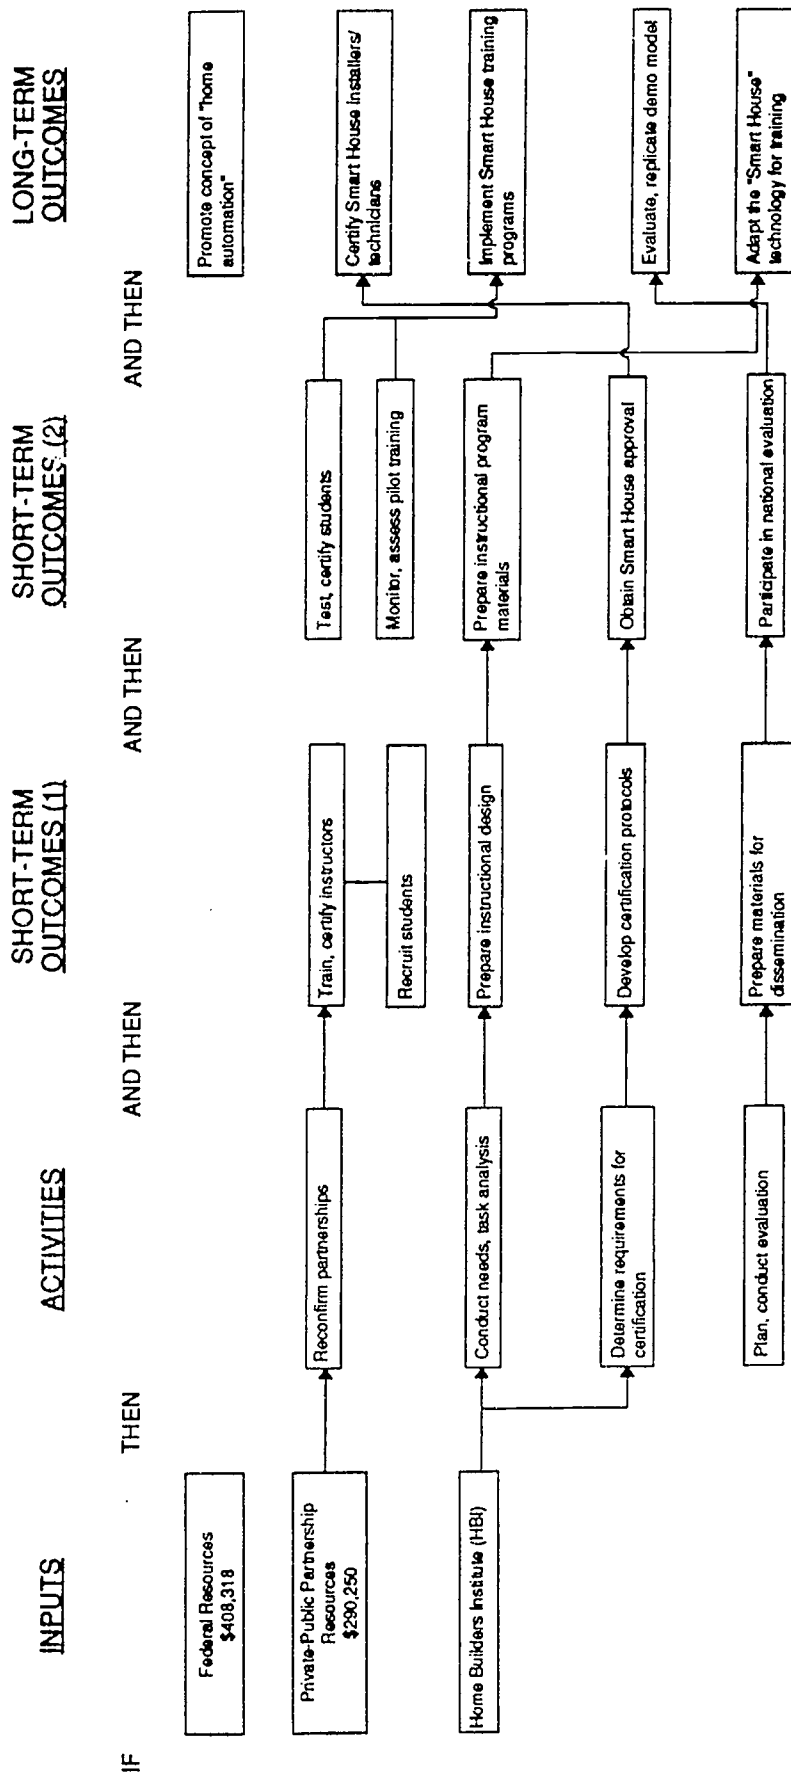 INPUTS
ACTIVITIES
SHORT-TERM
OUTCOMES (1)
SHORT-TERM
OUTCOMES (2)
LONG-TERM
OUTCOMES
IF
THEN
AND THEN
AND THEN
AND THEN
Federal Resources
$408,318
Private-Public Partnership
Resources
$290,250
Home Builders Institute (HBI)
Reconfirm partnerships
Conduct needs, task analysis
Determine requirements for
certification
Plan, conduct evaluation
Train, certify instructors
Recruit students
Prepare instructional design
Develop certification protocols
Prepare materials for
dissemination
Test, certify students
Monitor, assess pilot training
Prepare instructional program
materials
Obtain Smart House approval
Participate in national evaluation
Promote concept of "home
automation"
Certify Smart House installers/
technicians
Implement Smart House training
programs
Evaluate, replicate demo model
Adapt the "Smart House"
technology for training